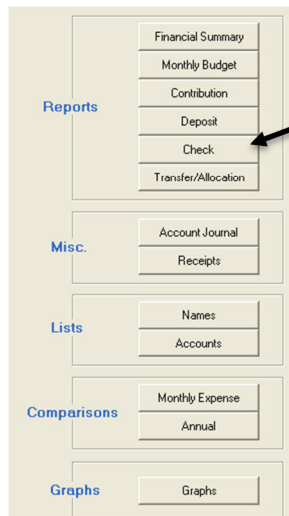 Reports
Financial Summary
Monthly Budget
Contribution
Deposit
Check
Transfer/Allocation
Misc.
Account Journal
Receipts
Lists
Names
Accounts
Comparisons
Monthly Expense
Annual
Graphs
Graphs